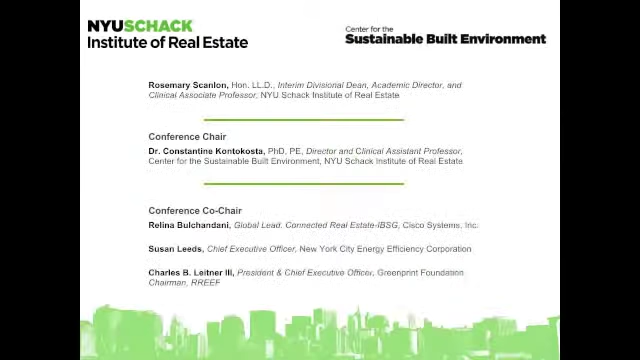 NYUSCHACK
Institute of Real Estate
Center for the
Sustainable Built Environment
Rosemary Scanlon, Hon. LL.D., Interim Divisional Dean, Academic Director, and
Clinical Associate Professor, NYU Schack Institute of Real Estate
Conference Chair
Dr. Constantine Kontokosta, PhD, PE, Director and Clinical Assistant Professor,
Center for the Sustainable Built Environment, NYU Schack Institute of Real Estate
Conference Co-Chair
Relina Bulchandani, Global Lead. Connected Real Estate-IBSG, Cisco Systems, Inc.
Susan Leeds, Chief Executive Officer, New York City Energy Efficiency Corporation
Charles B. Leitner III, President & Chief Executive Officer, Greenprint Foundation
Chairman, RREEF